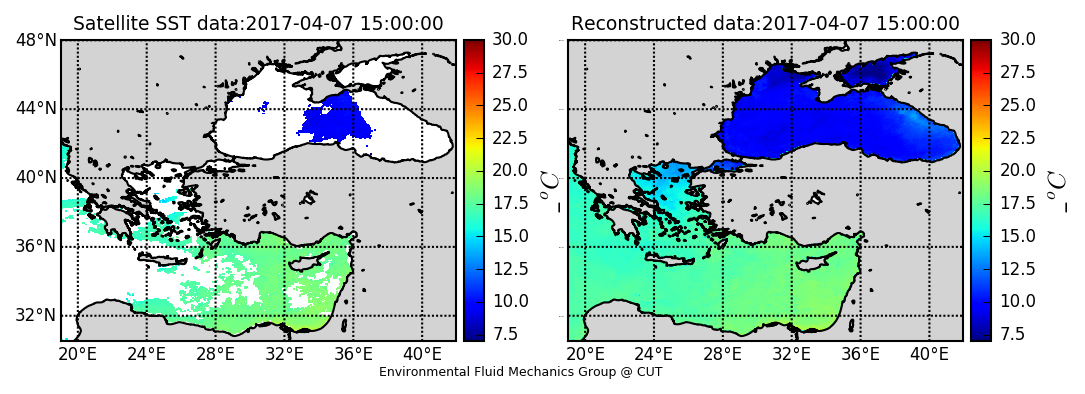 Satellite SST data:2017-04-07 15:00:00
48°N
44°N
40°N
36°N
32°N
20°E 24°E 28°E 32°E 36°E 40°E
30.0
27.5
25.0
22.5
20.0
17.5
15.0
12.5
10.0
7.5
_°C
Reconstructed data:2017-04-07 15:00:00
20°E 24°E 28°E 32°E 36°E 40°E
30.0
27.5
25.0
22.5
20.0
17.5
15.0
12.5
10.0
7.5
_°C
Environmental Fluid Mechanics Group @ CUT